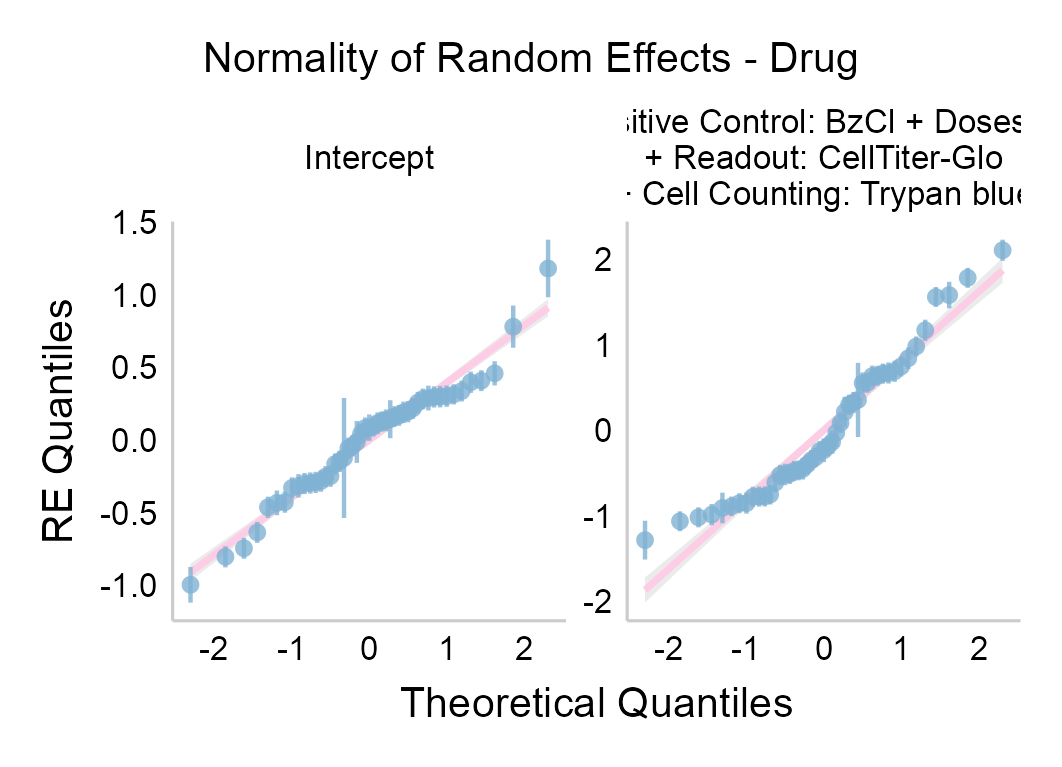 Normality of Random Effects - Drug
Intercept
sitive Control: BzCl + Doses
+ Readout: CellTiter-Glo
- Cell Counting: Trypan blue
1.5
1.0
0.5
0.0
-0.5
-1.0
RE Quantiles
2
1
0
-1
-2
-2 -1 0 1 2
-2 -1 0 1 2
Theoretical Quantiles